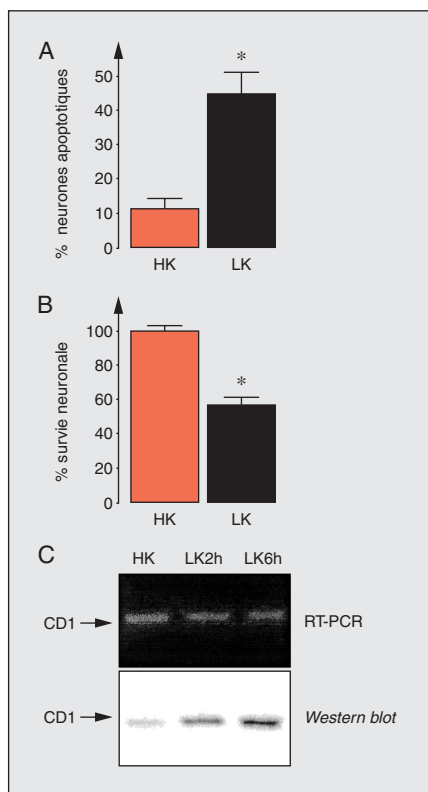 A
% neurones apoptotiques
50
40
30
20
10
0
*
HK
LK
B
% survie neuronale
100
80
60
40
20
0
*
HK
LK
C
HK LK2h LK6h
CD1
RT-PCR
CD1
Western blot